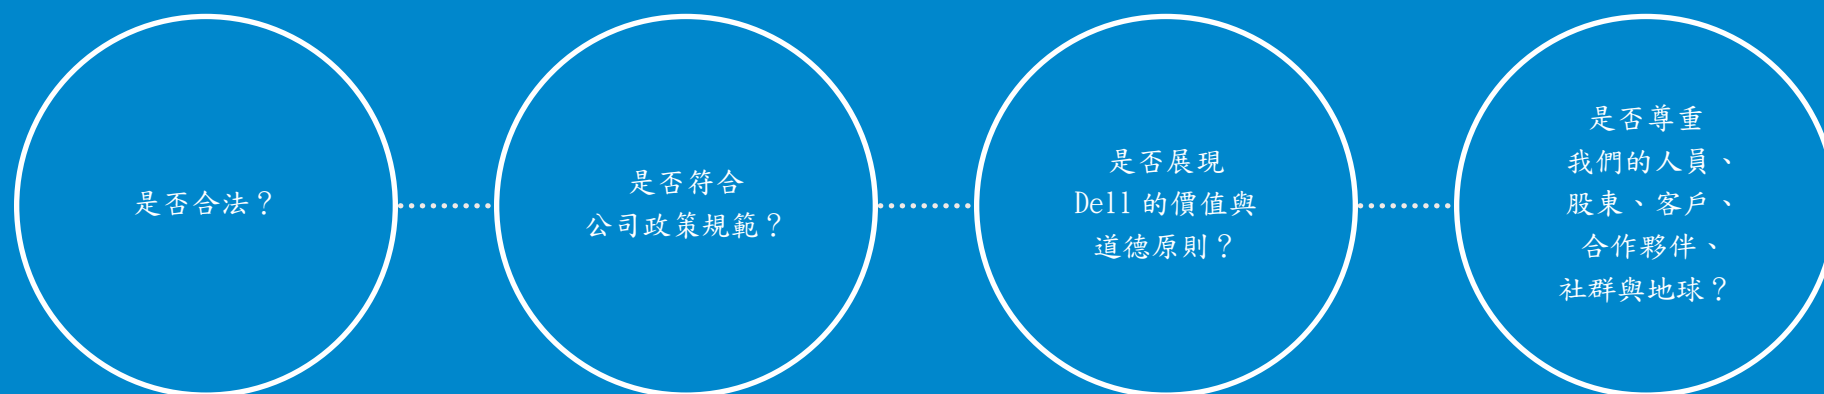 是否合法？
是否符合
公司政策規範？
是否展現
Dell 的價值與
道德原則？
是否尊重
我們的人員、
股東、客戶、
合作夥伴、
社群與地球？